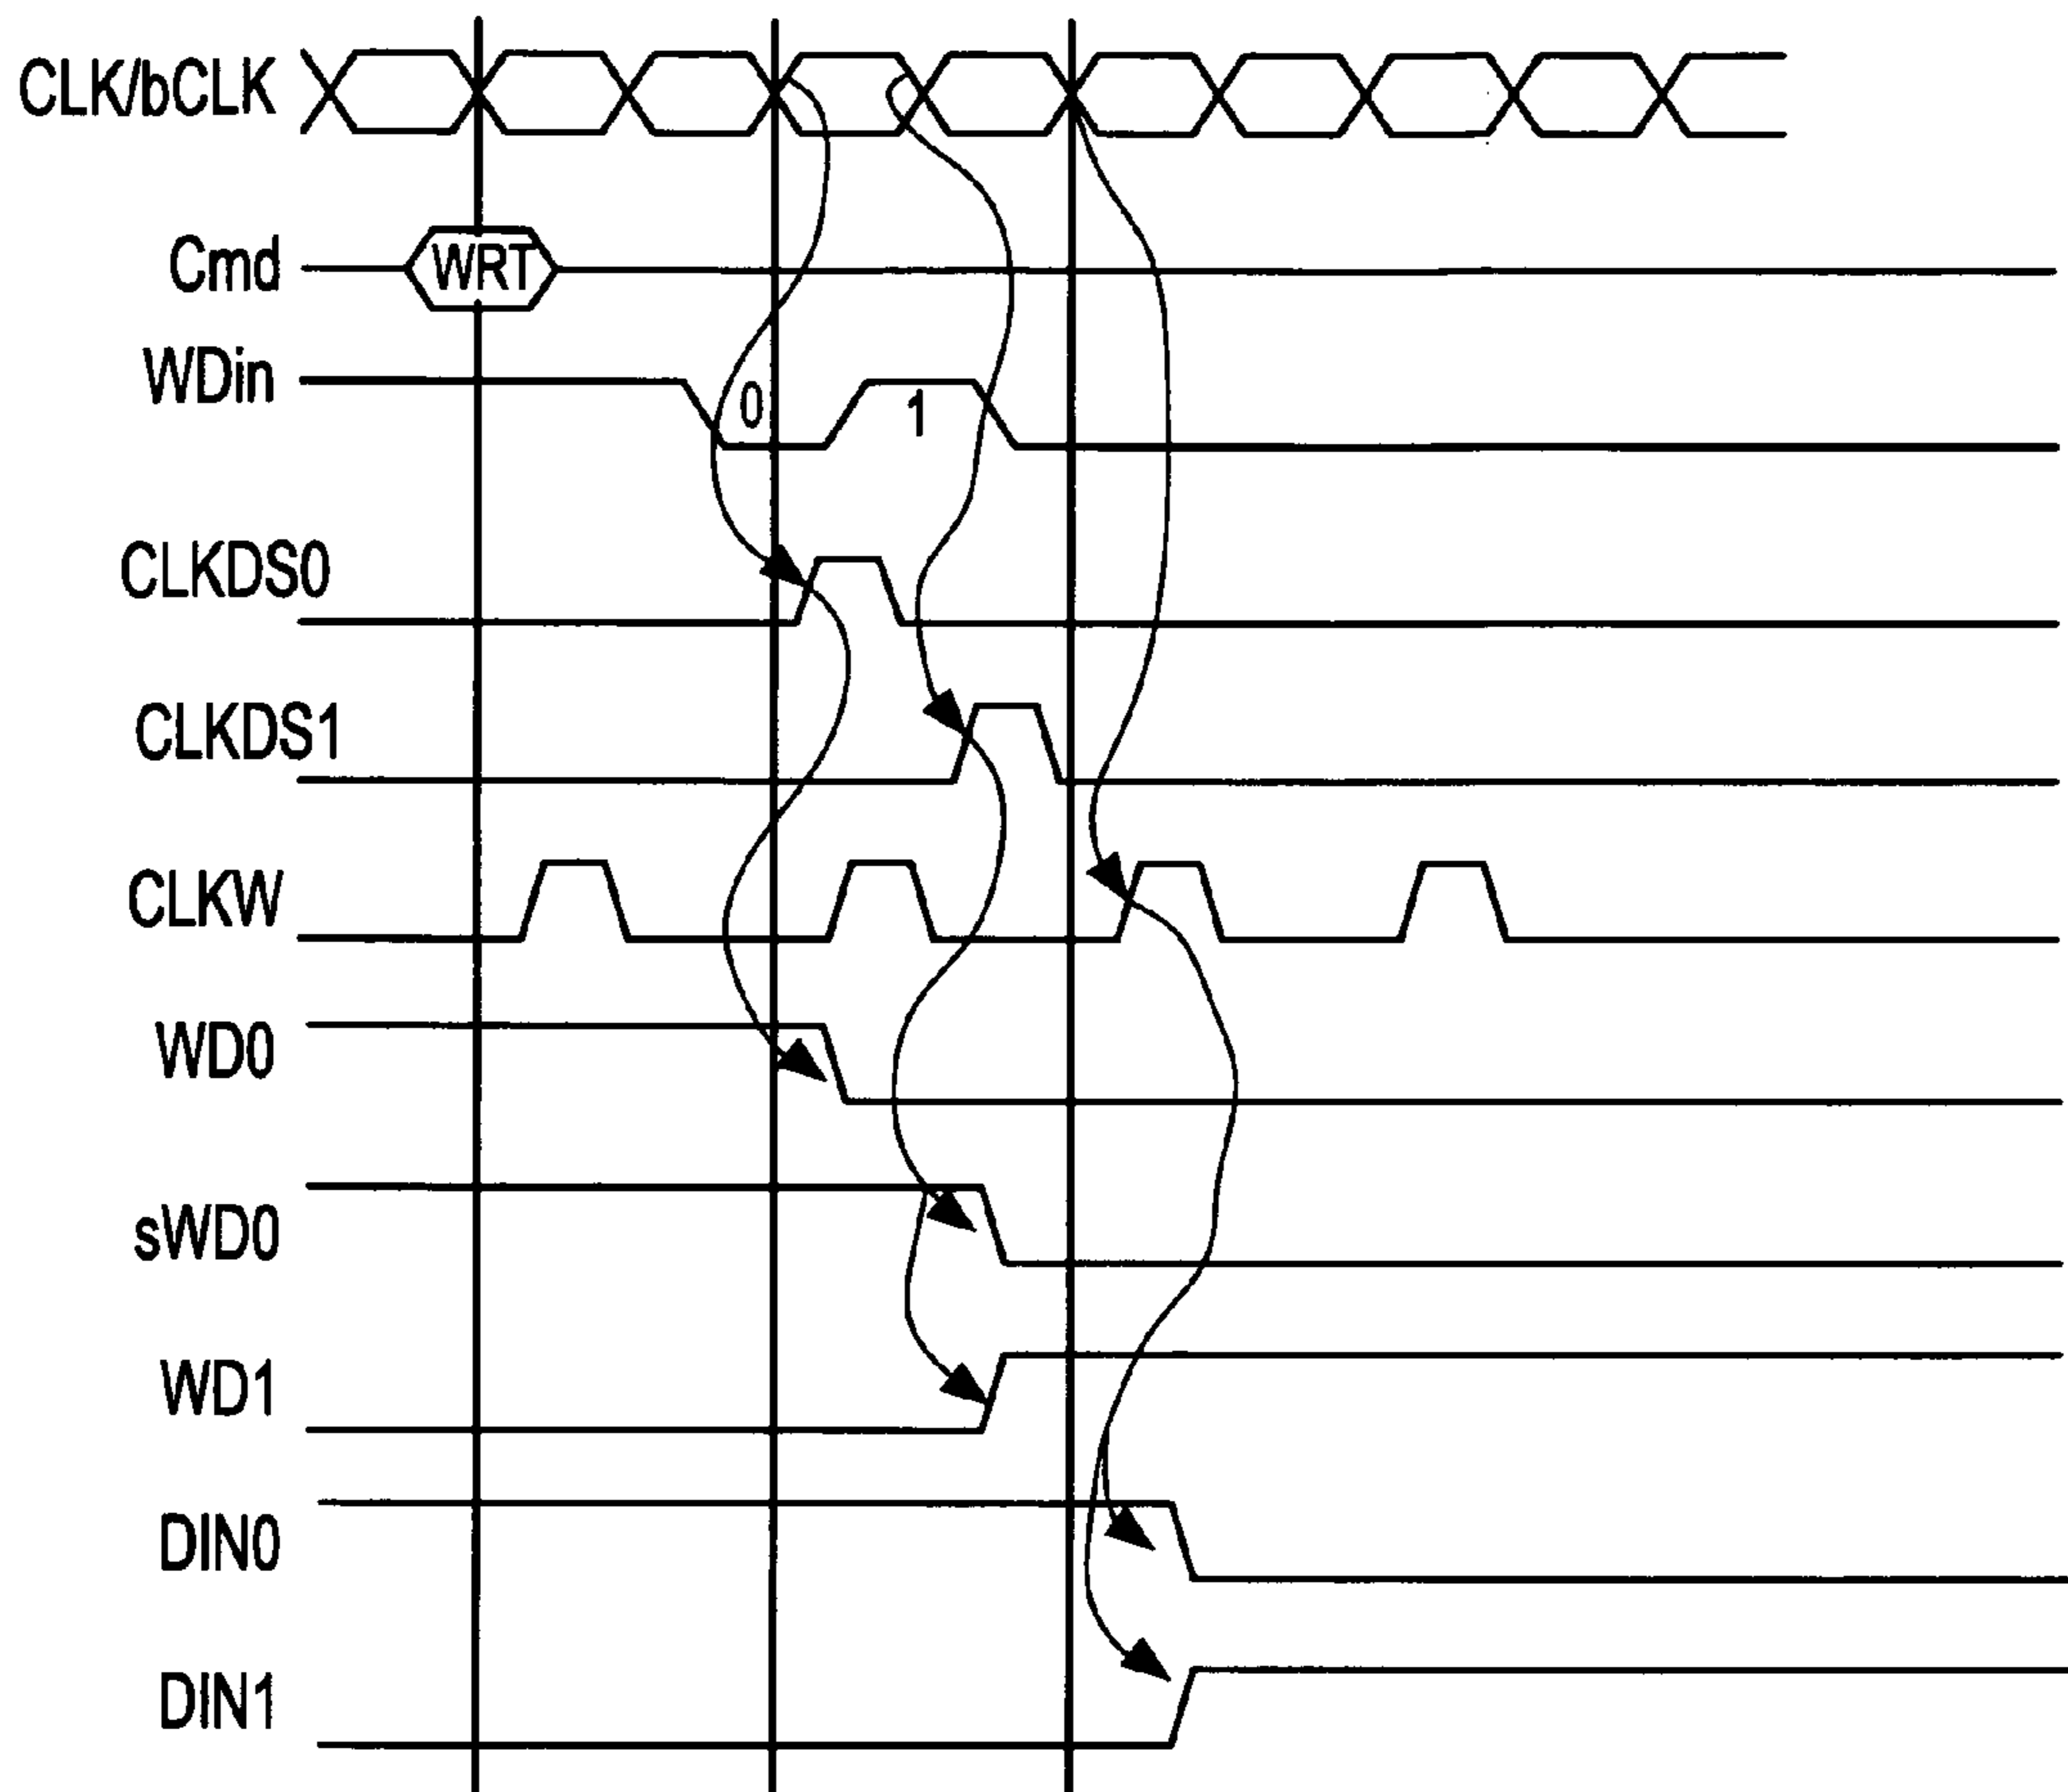 CLK/bCLK
Cmd WRT
WDin 0 1
CLKDS0
CLKDS1
CLKW
WD0
sWD0
WD1
DIN0
DIN1